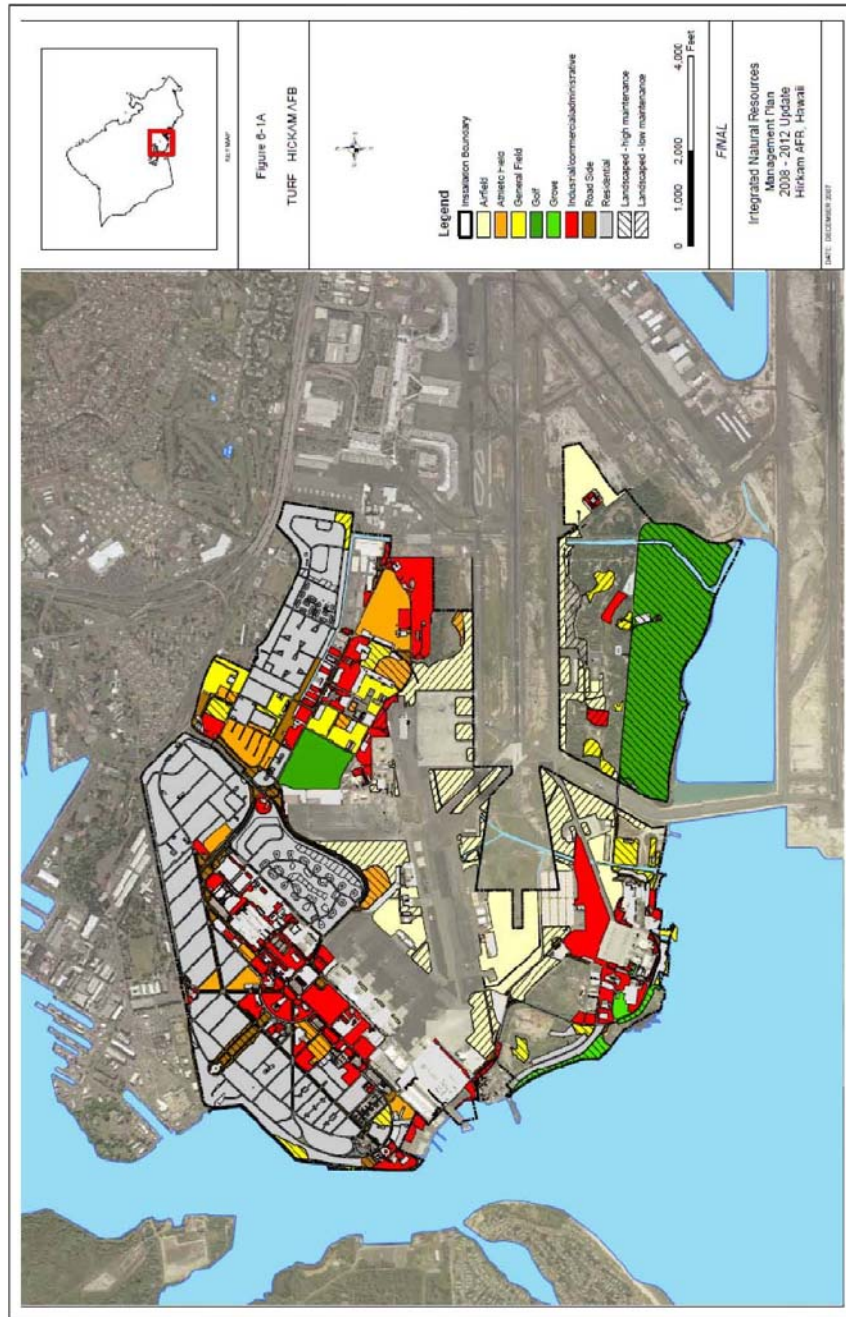 KEY MAP
Figure 6-1A
TURF HICKAM AFB
Legend
Installation Boundary
Airfield
Athletic Field
General Field
Golf
Grove
Industrial/commercial/administrative
Road Side
Residential
Landscaped - high maintenance
Landscaped - low maintenance
0 1,000 2,000 4,000
Feet
FINAL
Integrated Natural Resources
Management Plan
2008 - 2012 Update
Hickam AFB, Hawaii
DATE: DECEMBER 2007